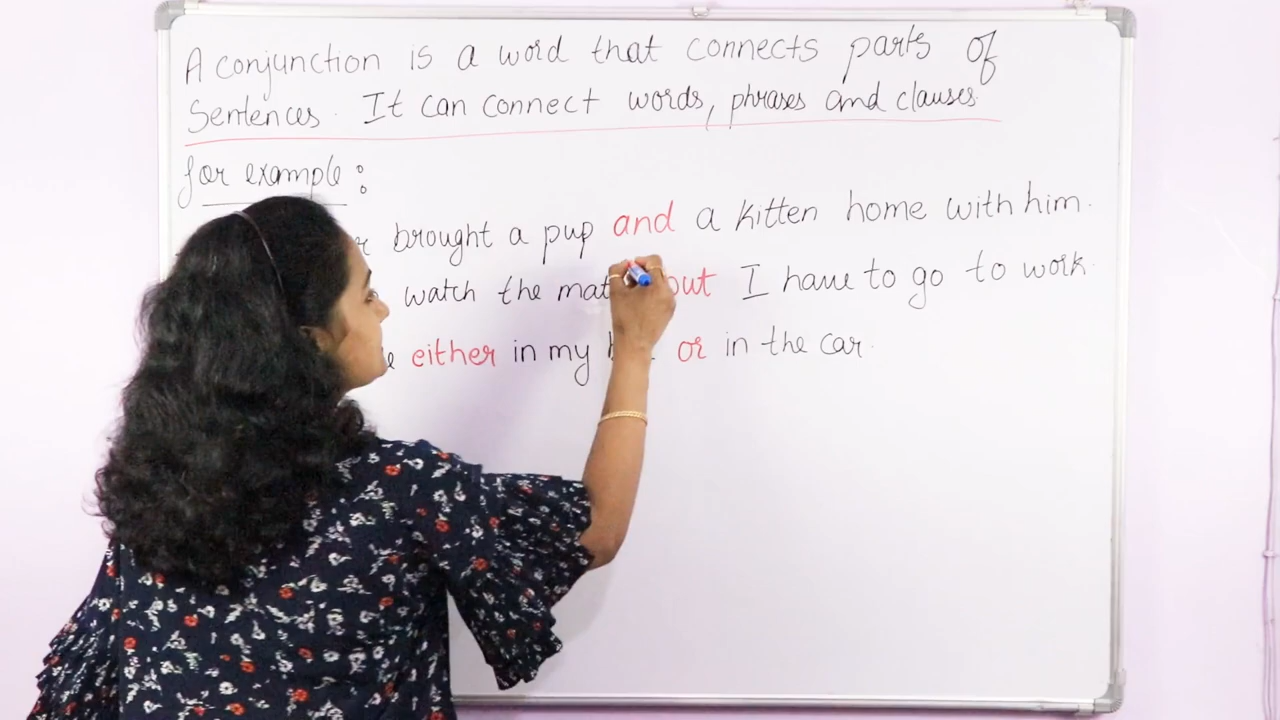 A conjunction is a word that connects parts of
Sentences. It can connect words, phrases and clauses.
for example:
brought a pup and a kitten home with him.
watch the but I have to go to work.
either in my or in the car.